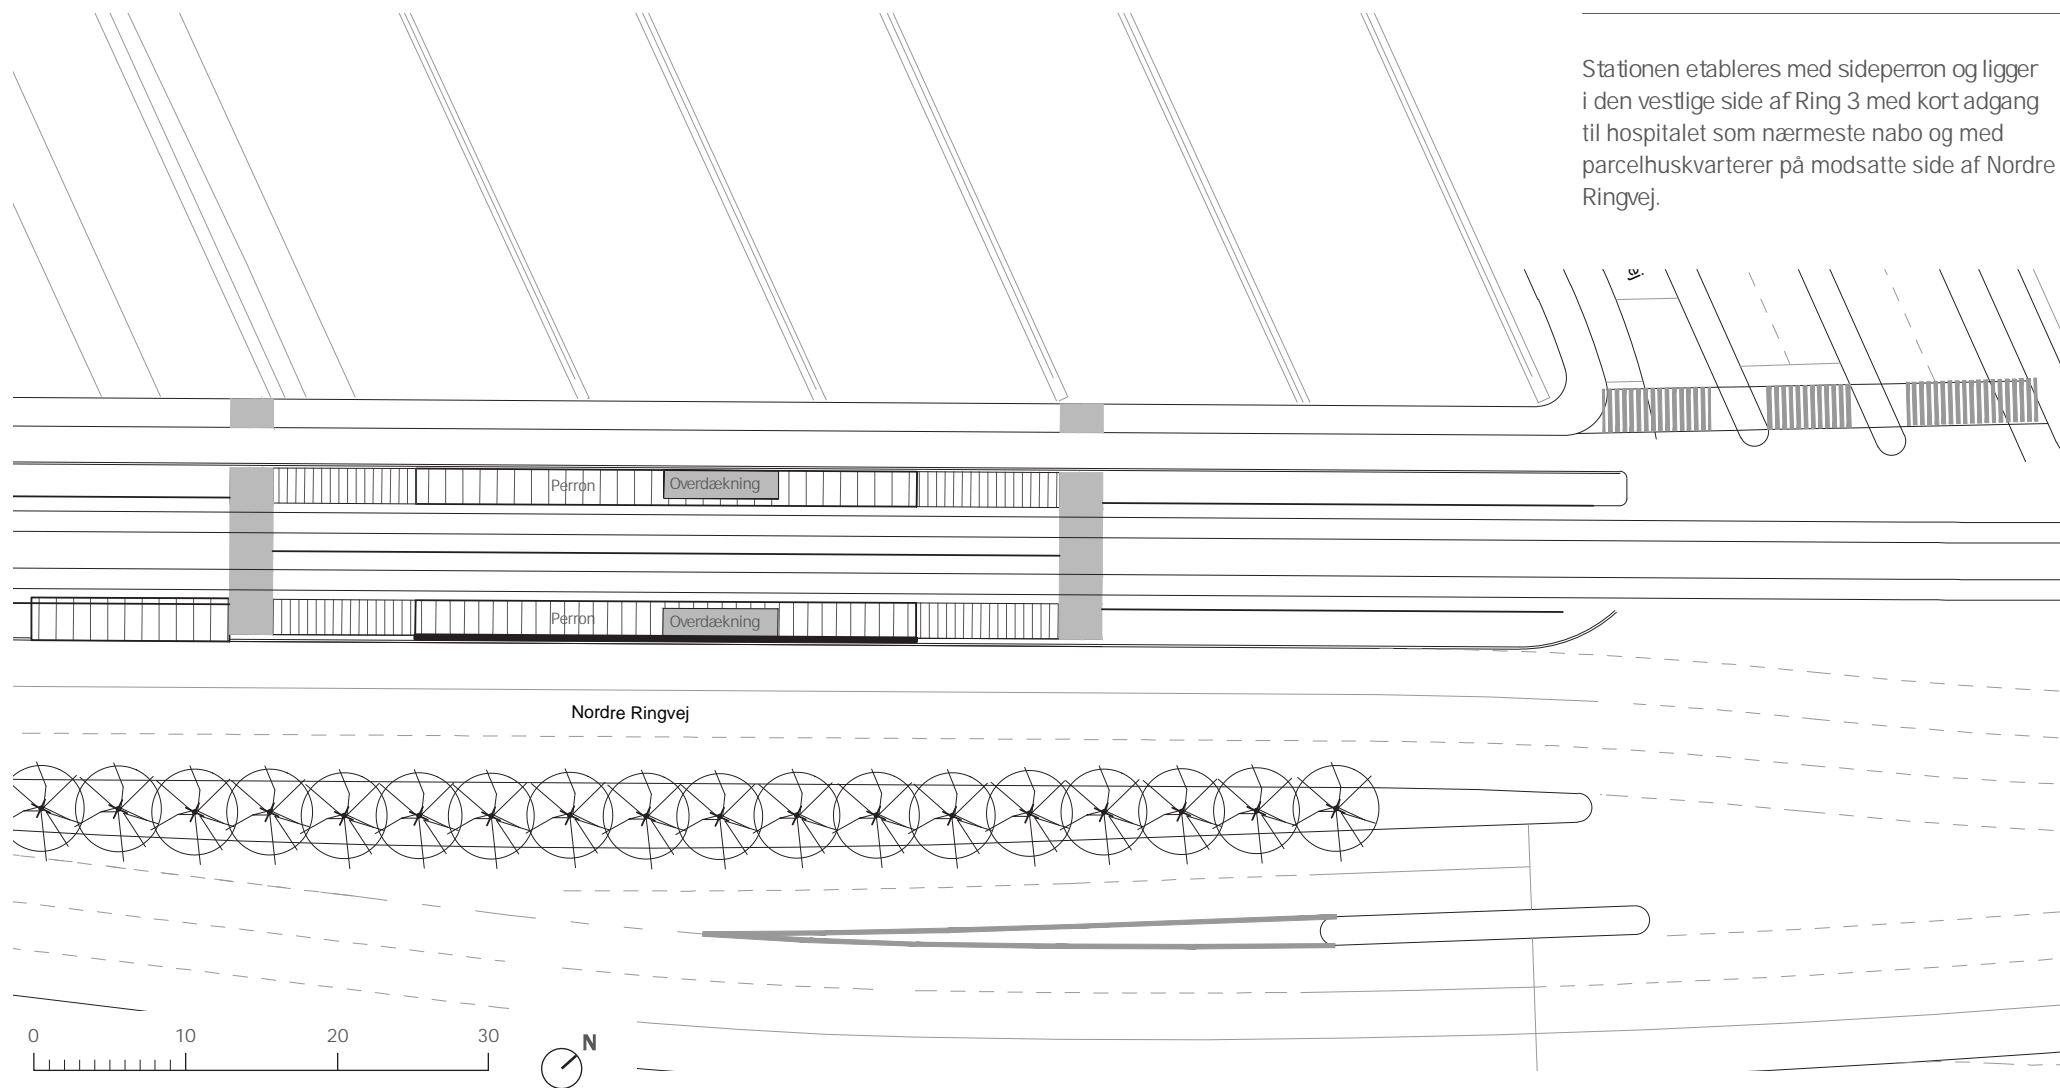 Stationen etableres med sideperron og ligger
i den vestlige side af Ring 3 med kort adgang
til hospitalet som nærmeste nabo og med
parcelhuskvarterer på modsatte side af Nordre
Ringvej.
Perron
Overdækning
Perron
Overdækning
Nordre Ringvej
0 10 20 30
N